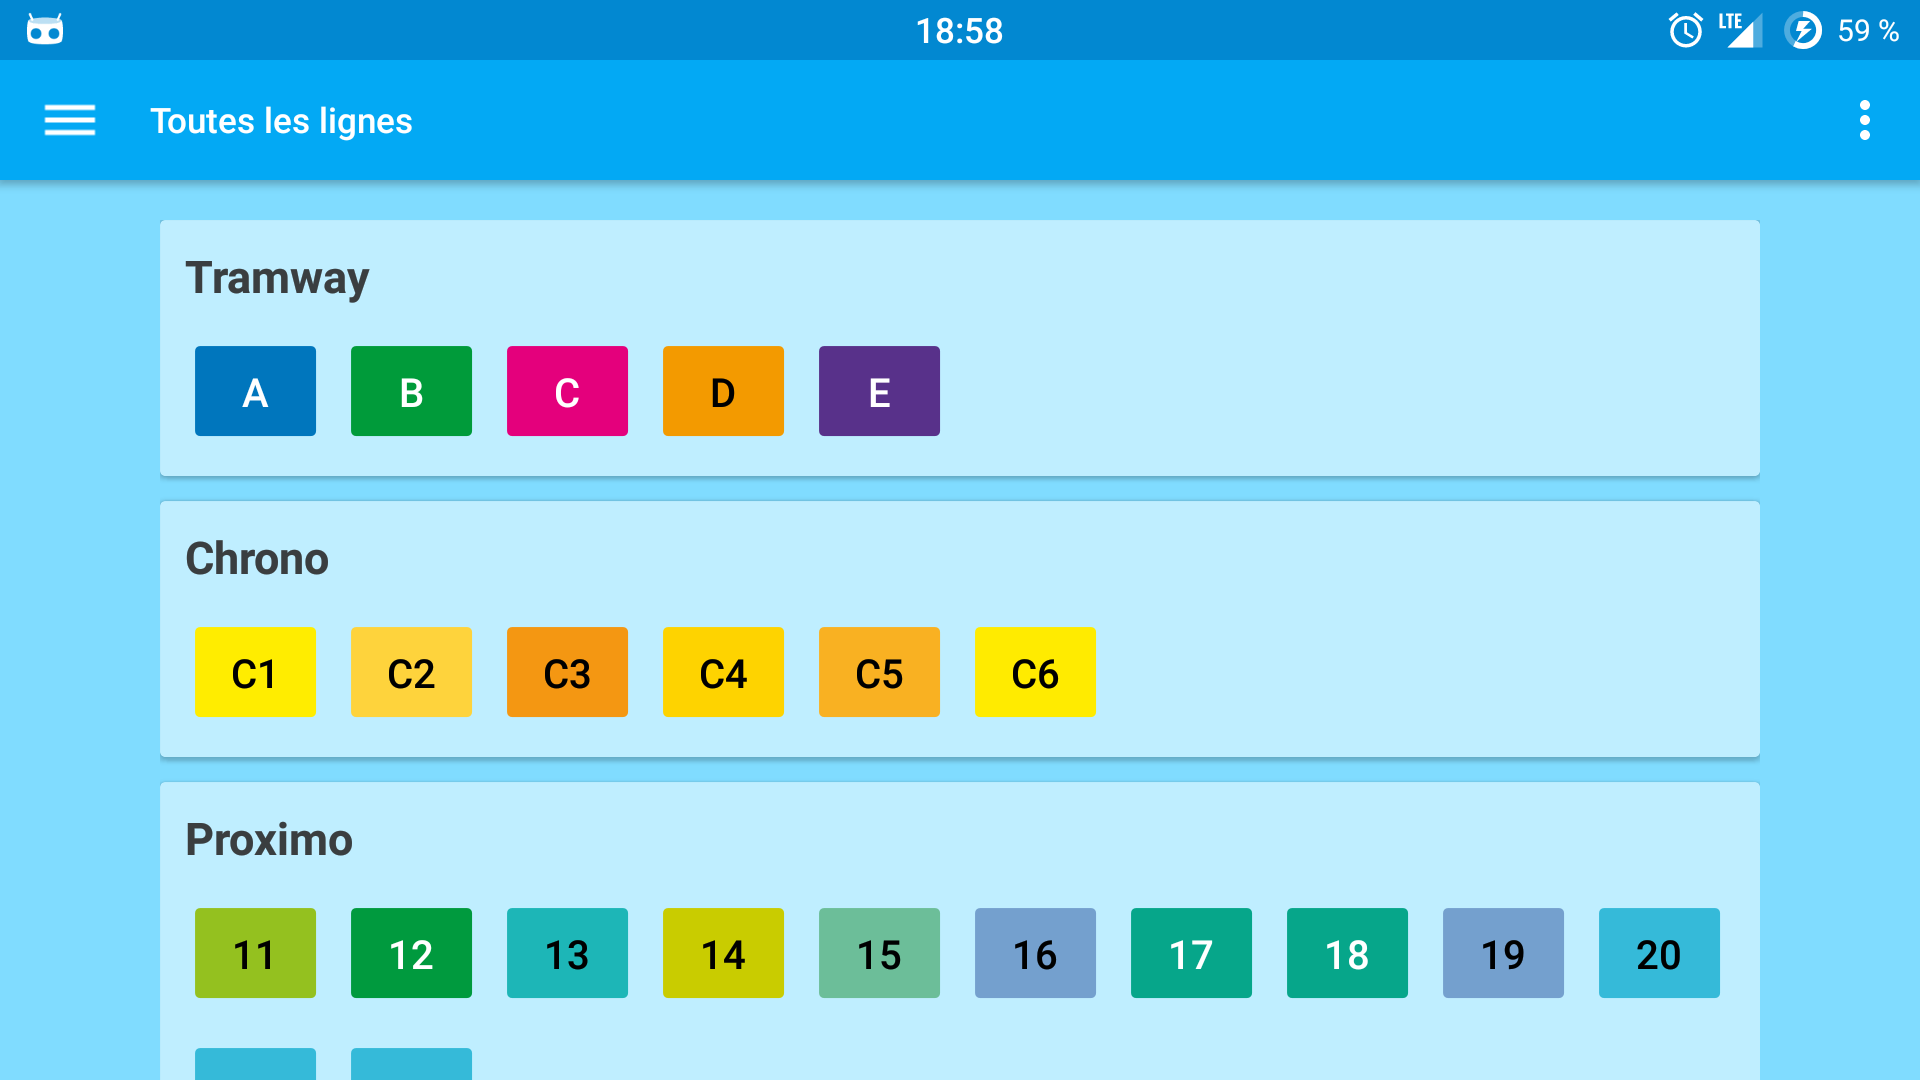 18:58
LTE
59 %
Toutes les lignes
Tramway
A B C D E
Chrono
C1 C2 C3 C4 C5 C6
Proximo
11 12 13 14 15 16 17 18 19 20